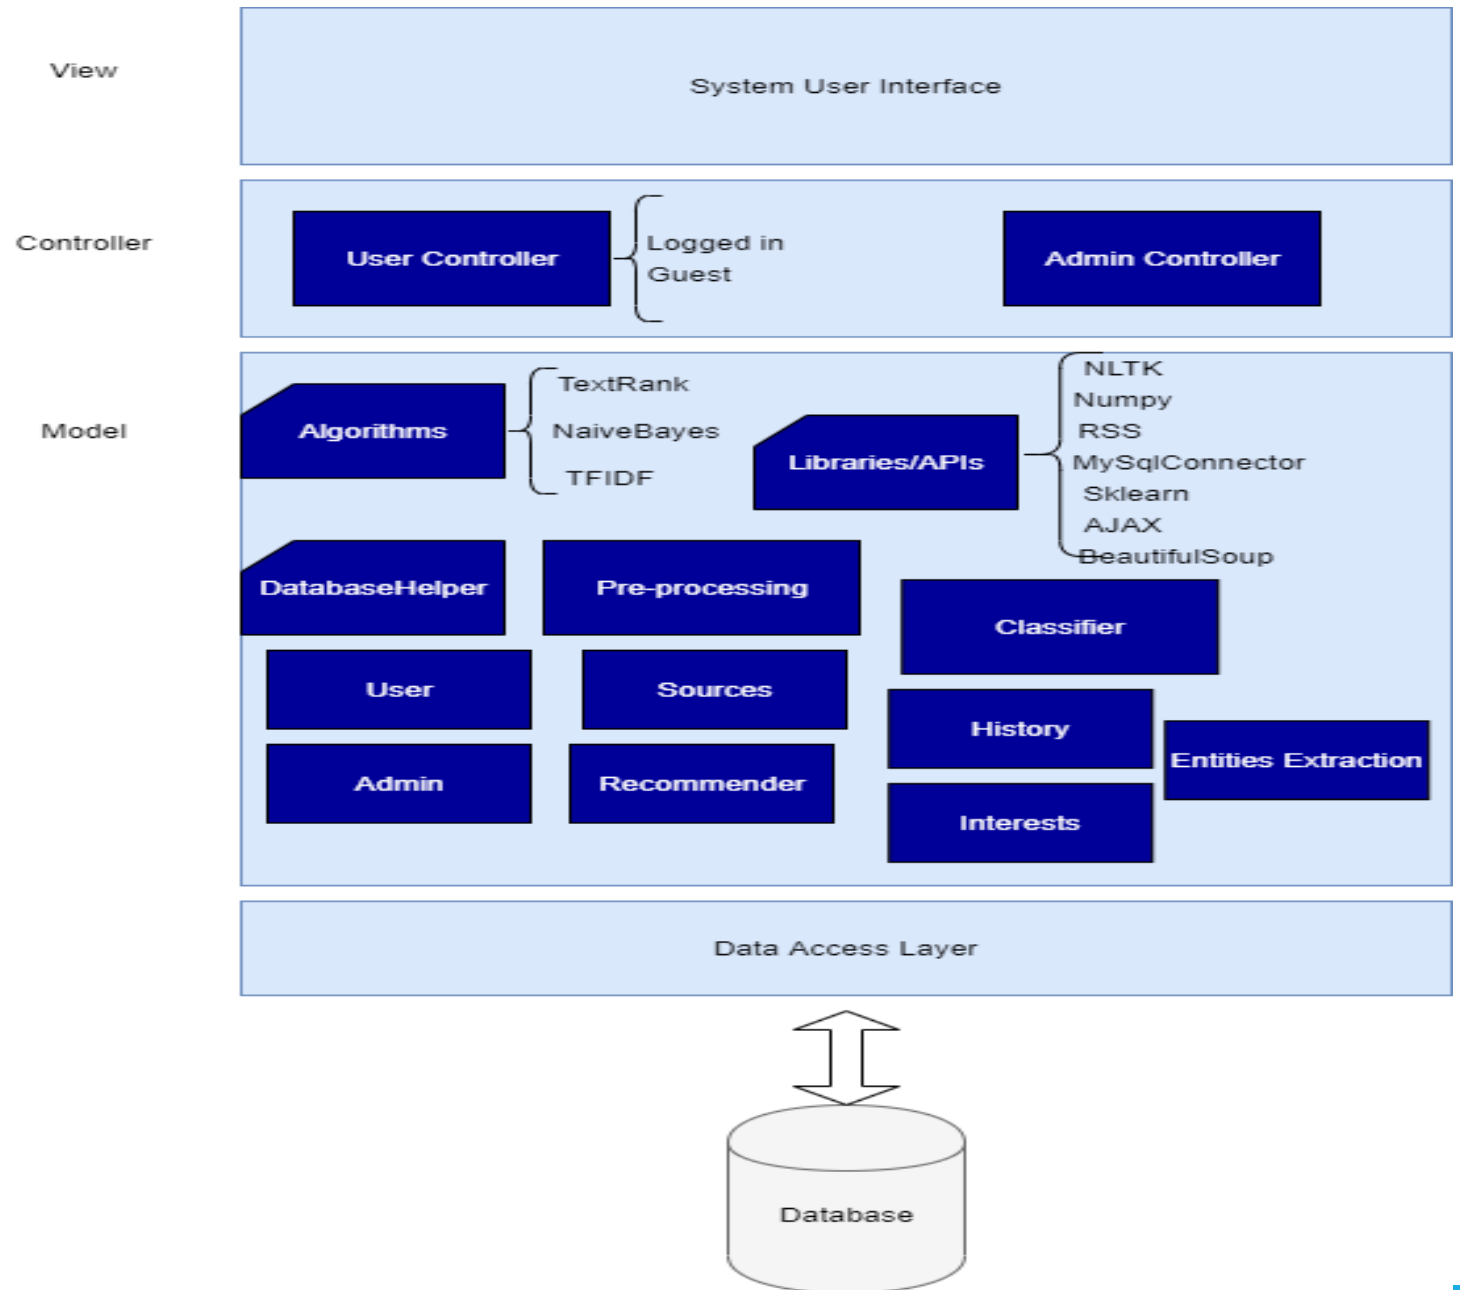 View
System User Interface
Controller
User Controller
Logged in
Guest
Admin Controller
Model
Algorithms
TextRank
NaiveBayes
TFIDF
Libraries/APIs
NLTK
Numpy
RSS
MySqlConnector
Sklearn
AJAX
BeautifulSoup
DatabaseHelper
Pre-processing
Classifier
User
Sources
History
Entities Extraction
Admin
Recommender
Interests
Data Access Layer
Database